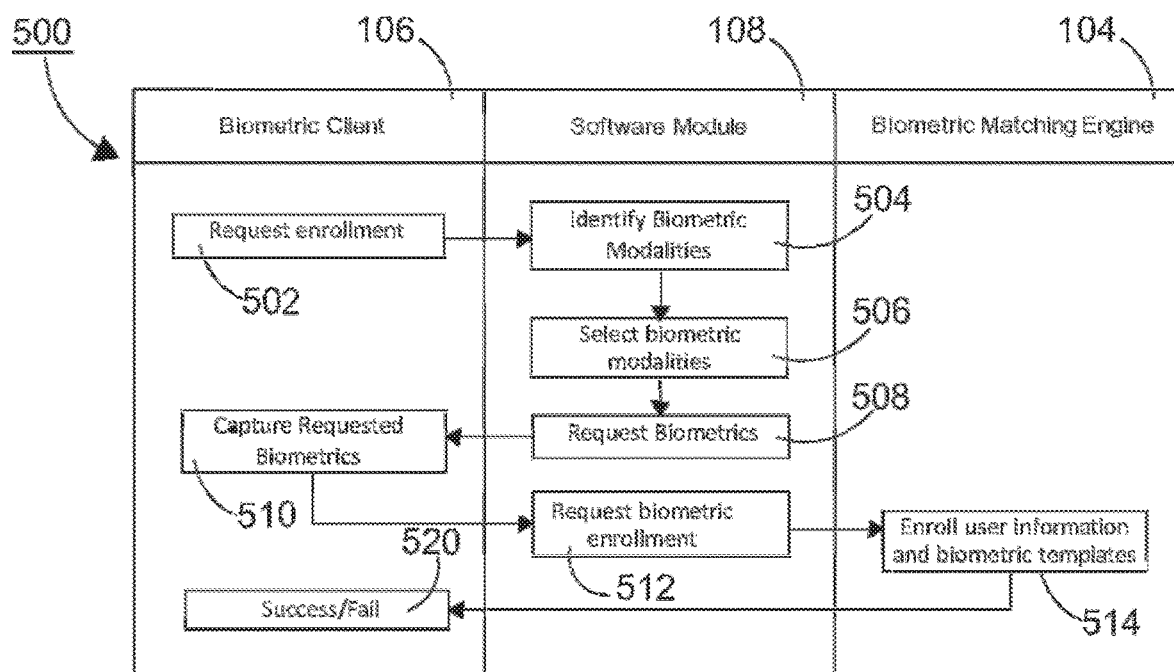 500
106
108
104
Biometric Client
Software Module
Biometric Matching Engine
Request enrollment
502
Identify Biometric
Modalities
504
Select biometric
modalities
506
Request Biometrics
508
Capture Requested
Biometrics
510
Request biometric
enrollment
512
Enroll user information
and biometric templates
514
520
Success/Fail